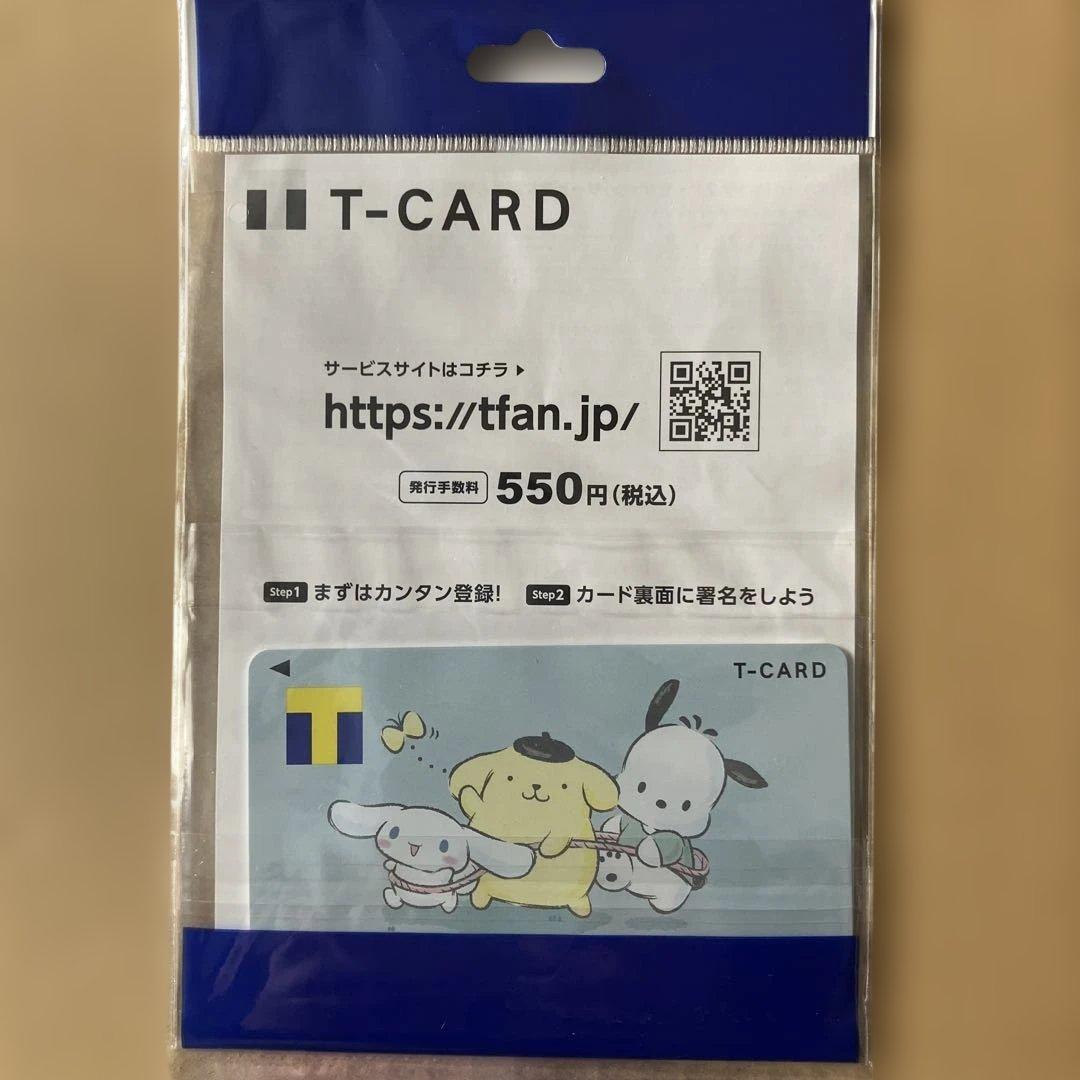 T-CARD
サービスサイトはコチラ ▶
https://tfan.jp/
発行手数料 550円(税込)
Step1 まずはカンタン登録! Step2 カード裏面に署名をしよう
T-CARD
T